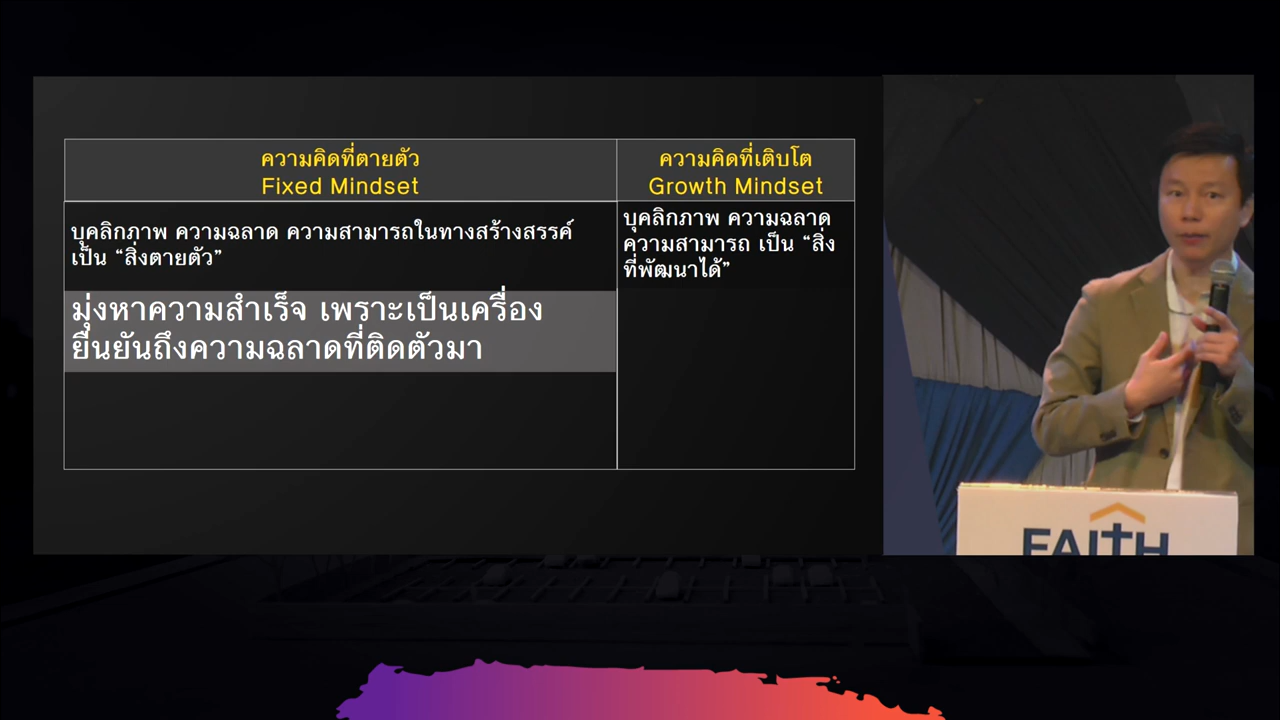 ความคิดที่ตายตัว
Fixed Mindset
ความคิดที่เติบโต
Growth Mindset
บุคลิกภาพ ความฉลาด ความสามารถในทางสร้างสรรค์
เป็น “สิ่งตายตัว”
บุคลิกภาพ ความฉลาด
ความสามารถ เป็น “สิ่ง
ที่พัฒนาได้”
มุ่งหาความสำเร็จ เพราะเป็นเครื่อง
ยืนยันถึงความฉลาดที่ติดตัวมา
FAITH